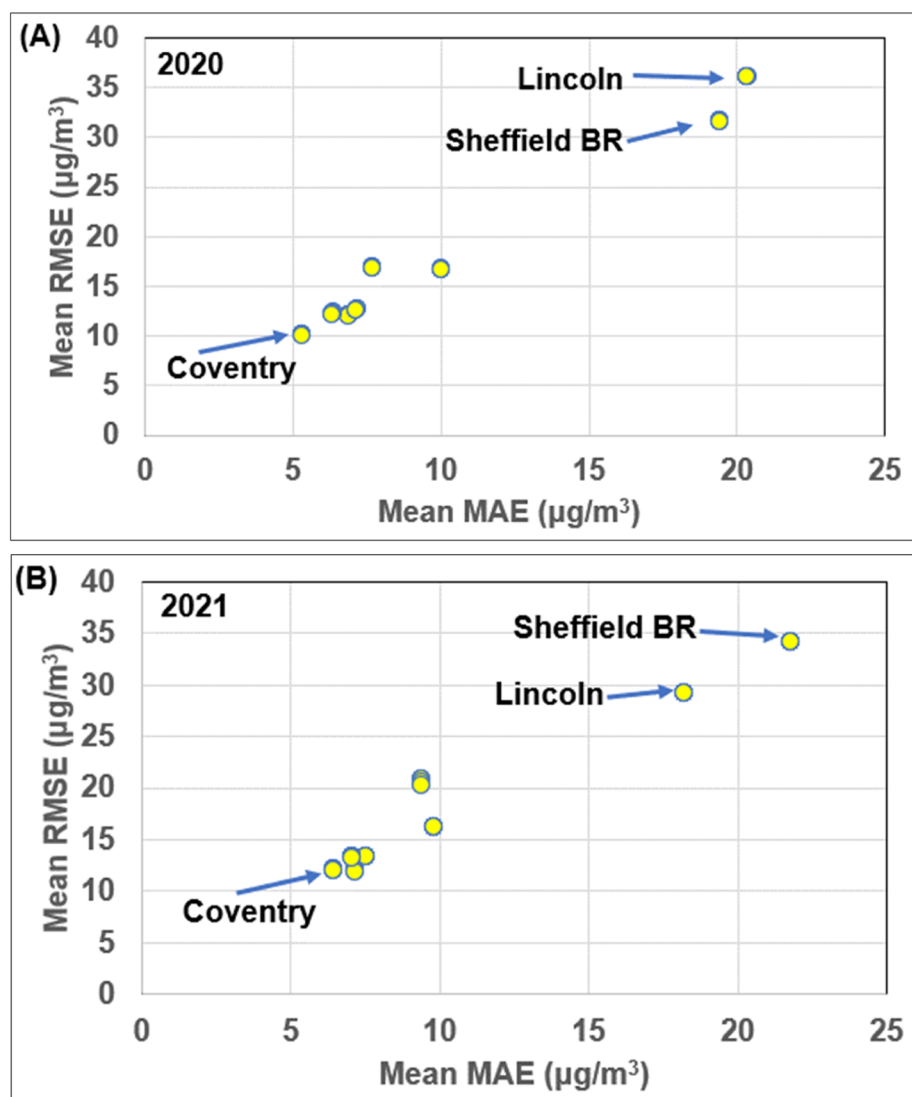 (A)
2020
Lincoln
Sheffield BR
Coventry
Mean RMSE (µg/m³)
40
35
30
25
20
15
10
5
0
0 5 10 15 20 25
Mean MAE (µg/m³)
(B)
2021
Sheffield BR
Lincoln
Coventry
Mean RMSE (µg/m³)
40
35
30
25
20
15
10
5
0
0 5 10 15 20 25
Mean MAE (µg/m³)